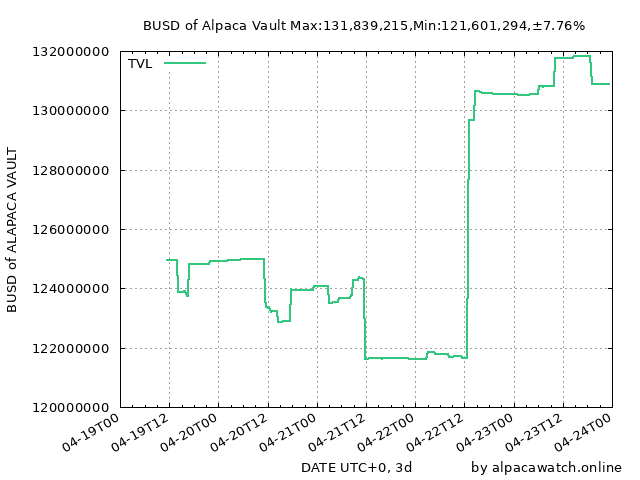 BUSD of Alpaca Vault Max:131,839,215,Min:121,601,294,±7.76%
TVL
132000000
130000000
128000000
126000000
124000000
122000000
120000000
BUSD of ALAPACA VAULT
04-19T00
04-19T12
04-20T00
04-20T12
04-21T00
04-21T12
04-22T00
04-22T12
04-23T00
04-23T12
04-24T00
DATE UTC+0, 3d
by alpacawatch.online